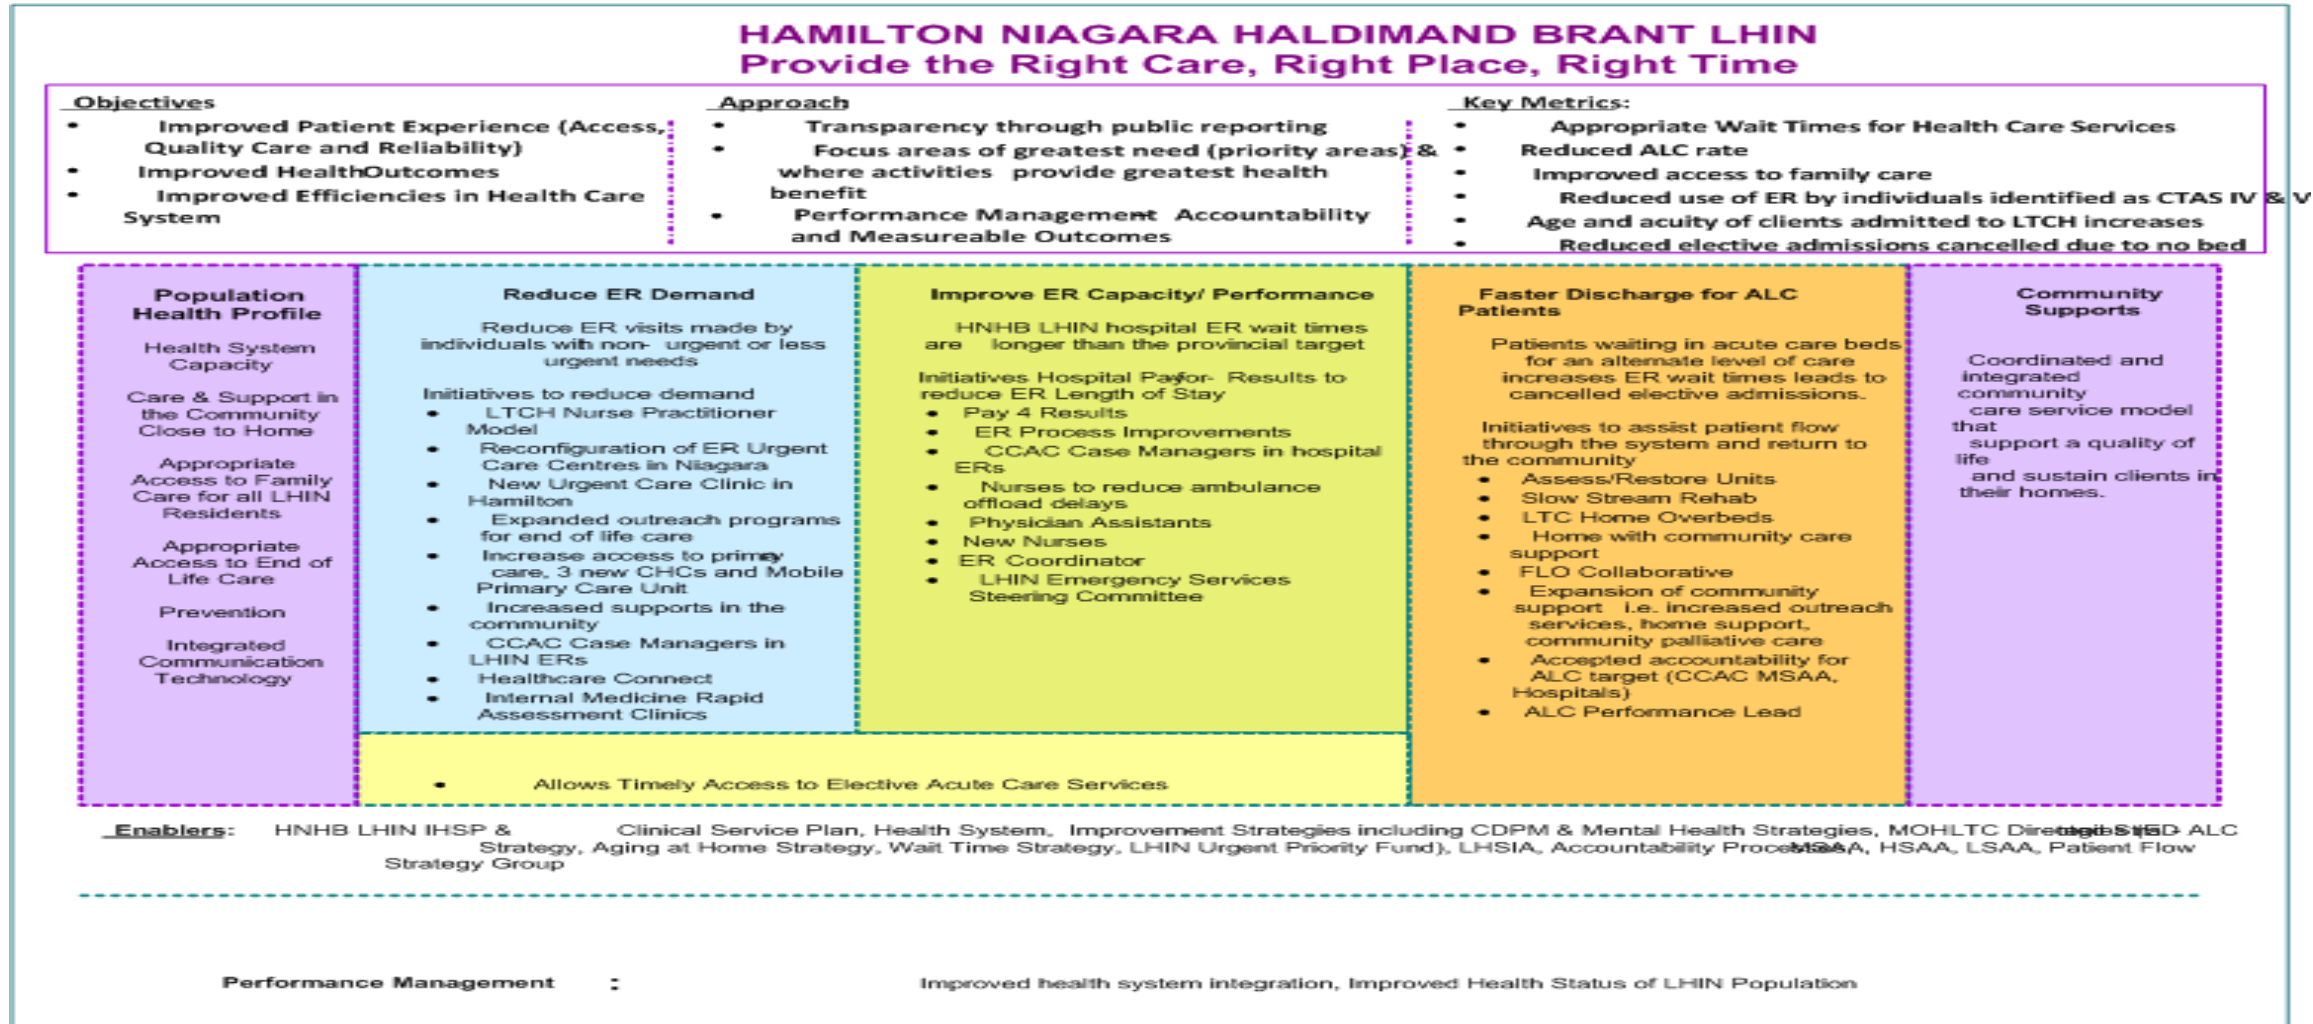 HAMILTON NIAGARA HALDIMAND BRANT LHIN
Provide the Right Care, Right Place, Right Time
Objectives
• Improved Patient Experience (Access,
Quality Care and Reliability)
• Improved HealthOutcomes
• Improved Efficiencies in Health Care
System
Approach
• Transparency through public reporting
• Focus areas of greatest need (priority areas) &
where activities provide greatest health
benefit
• Performance Management Accountability
and Measureable Outcomes
Key Metrics:
• Appropriate Wait Times for Health Care Services
• Reduced ALC rate
• Improved access to family care
• Reduced use of ER by individuals identified as CTAS IV & V
• Age and acuity of clients admitted to LTCH increases
• Reduced elective admissions cancelled due to no bed
Population
Health Profile
Health System
Capacity
Care & Support in
the Community
Close to Home
Appropriate
Access to Family
Care for all LHIN
Residents
Appropriate
Access to End of
Life Care
Prevention
Integrated
Communication
Technology
Reduce ER Demand
Reduce ER visits made by
individuals with non- urgent or less
urgent needs
Initiatives to reduce demand
• LTCH Nurse Practitioner
Model
• Reconfiguration of ER Urgent
Care Centres in Niagara
• New Urgent Care Clinic in
Hamilton
• Expanded outreach programs
for end of life care
• Increase access to primary
care, 3 new CHCs and Mobile
Primary Care Unit
• Increased supports in the
community
• CCAC Case Managers in
LHIN ERs
• Healthcare Connect
• Internal Medicine Rapid
Assessment Clinics
Improve ER Capacity/ Performance
HNHB LHIN hospital ER wait times
are longer than the provincial target
Initiatives Hospital Pay-for- Results to
reduce ER Length of Stay
• Pay 4 Results
• ER Process Improvements
• CCAC Case Managers in hospital
ERs
• Nurses to reduce ambulance
offload delays
• Physician Assistants
• New Nurses
• ER Coordinator
• LHIN Emergency Services
Steering Committee
Faster Discharge for ALC
Patients
Patients waiting in acute care beds
for an alternate level of care
increases ER wait times leads to
cancelled elective admissions.
Initiatives to assist patient flow
through the system and return to
the community
• Assess/Restore Units
• Slow Stream Rehab
• LTC Home Overbeds
• Home with community care
support
• FLO Collaborative
• Expansion of community
support i.e. increased outreach
services, home support,
community palliative care
• Accepted accountability for
ALC target (CCAC MSAA,
Hospitals)
• ALC Performance Lead
Community
Supports
Coordinated and
integrated
community
care service model
that
support a quality of
life
and sustain clients in
their homes.
• Allows Timely Access to Elective Acute Care Services
Enablers: HNHB LHIN IHSP & Clinical Service Plan, Health System, Improvement Strategies including CDPM & Mental Health Strategies, MOHLTC ALC
Strategy, Aging at Home Strategy, Wait Time Strategy, LHIN Urgent Priority Fund), LHSIA, Accountability HSAA, LSAA, Patient Flow
Strategy Group
Performance Management : Improved health system integration, Improved Health Status of LHIN Population